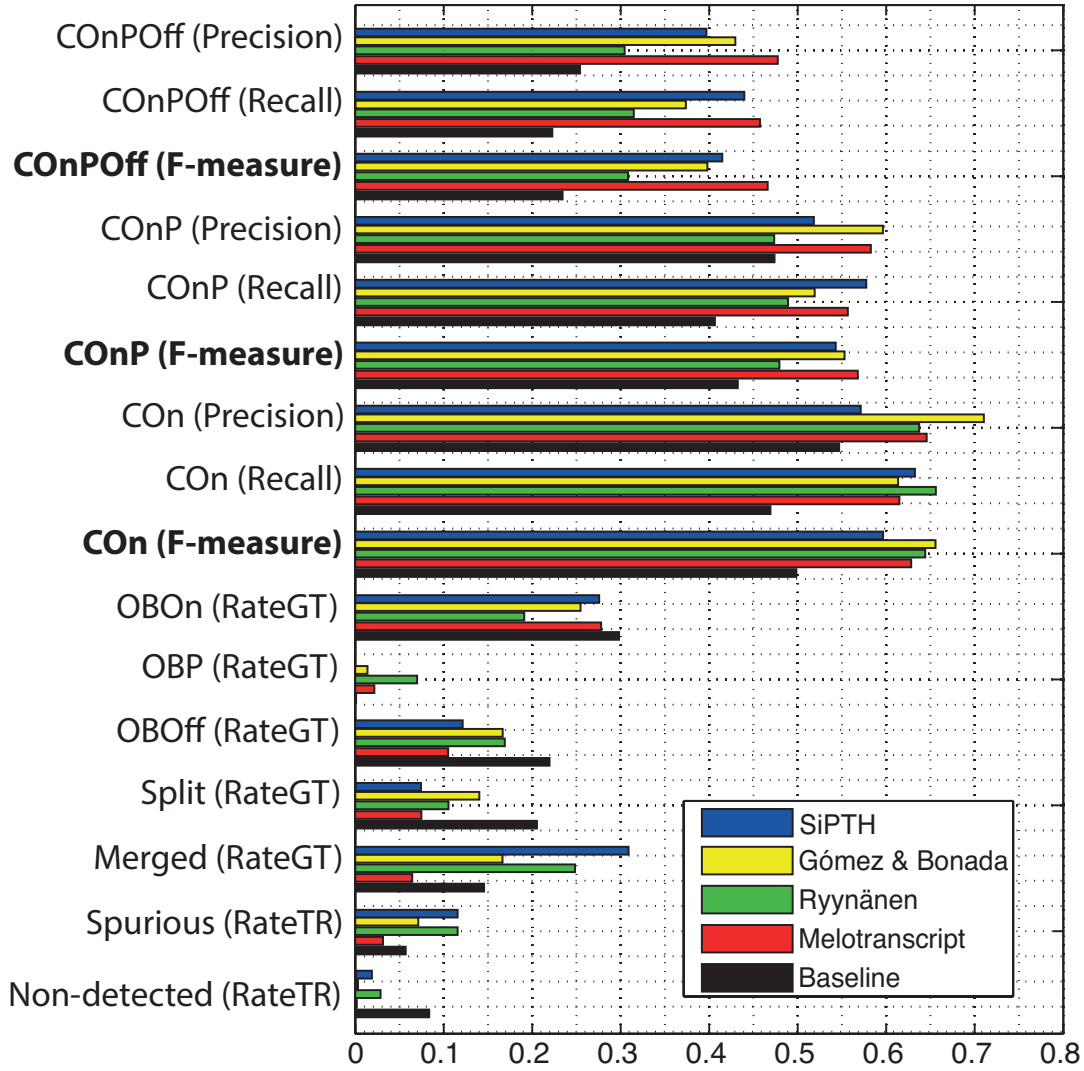 COnPOff (Precision)
COnPOff (Recall)
COnPOff (F-measure)
COnP (Precision)
COnP (Recall)
COnP (F-measure)
COn (Precision)
COn (Recall)
COn (F-measure)
OBOn (RateGT)
OBP (RateGT)
OBOff (RateGT)
Split (RateGT)
Merged (RateGT)
Spurious (RateTR)
Non-detected (RateTR)
SiPTH
Gómez & Bonada
Ryynänen
Melotranscript
Baseline
0 0.1 0.2 0.3 0.4 0.5 0.6 0.7 0.8